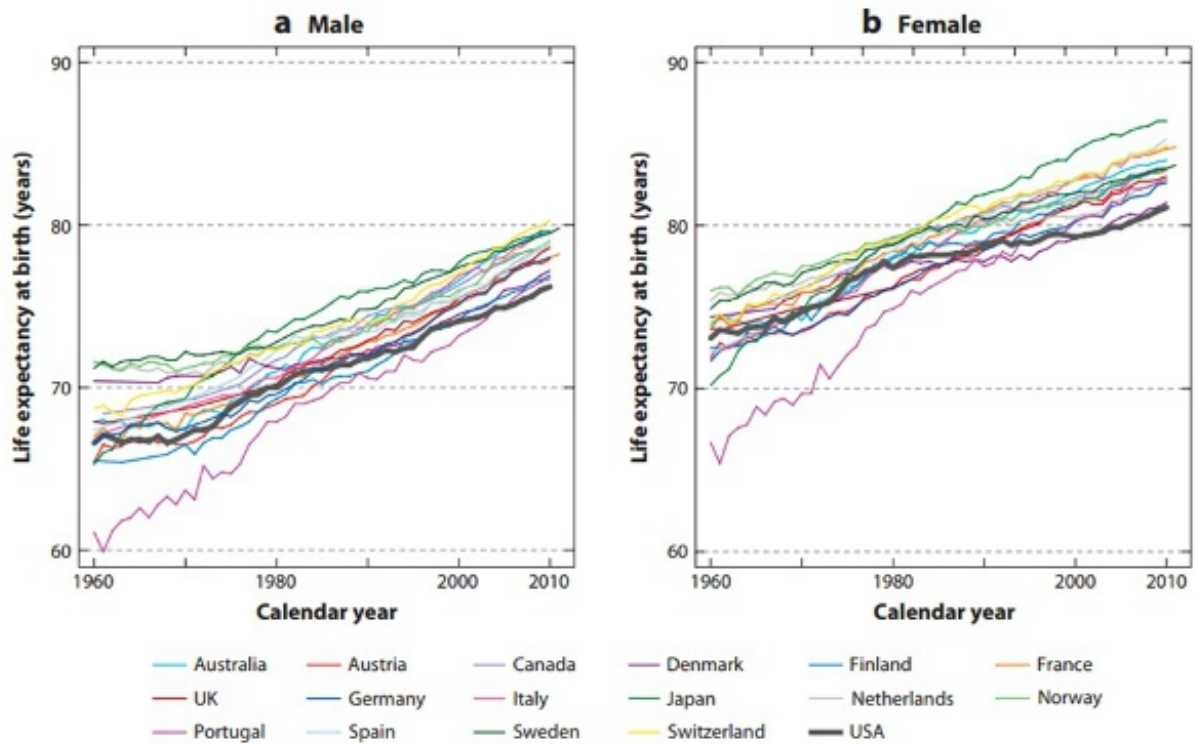 a Male
b Female
Life expectancy at birth (years)
90
80
70
60
1960
1980
2000
2010
Calendar year
Life expectancy at birth (years)
90
80
70
60
1960
1980
2000
2010
Calendar year
Australia Austria Canada Denmark Finland France
UK Germany Italy Japan Netherlands Norway
Portugal Spain Sweden Switzerland USA